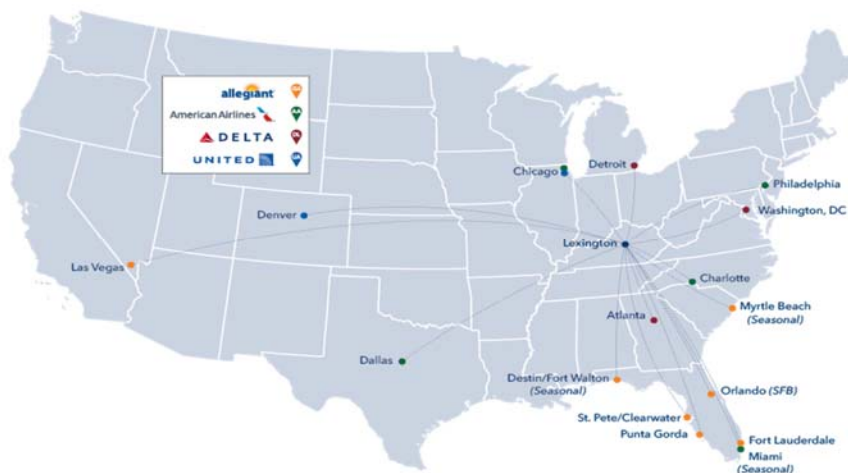 allegiant
American Airlines
DELTA
UNITED
Chicago
Detroit
Philadelphia
Washington, DC
Denver
Lexington
Las Vegas
Charlotte
Myrtle Beach
(Seasonal)
Atlanta
Dallas
Destin/Fort Walton
(Seasonal)
Orlando (SFB)
St. Pete/Clearwater
Punta Gorda
Fort Lauderdale
Miami
(Seasonal)